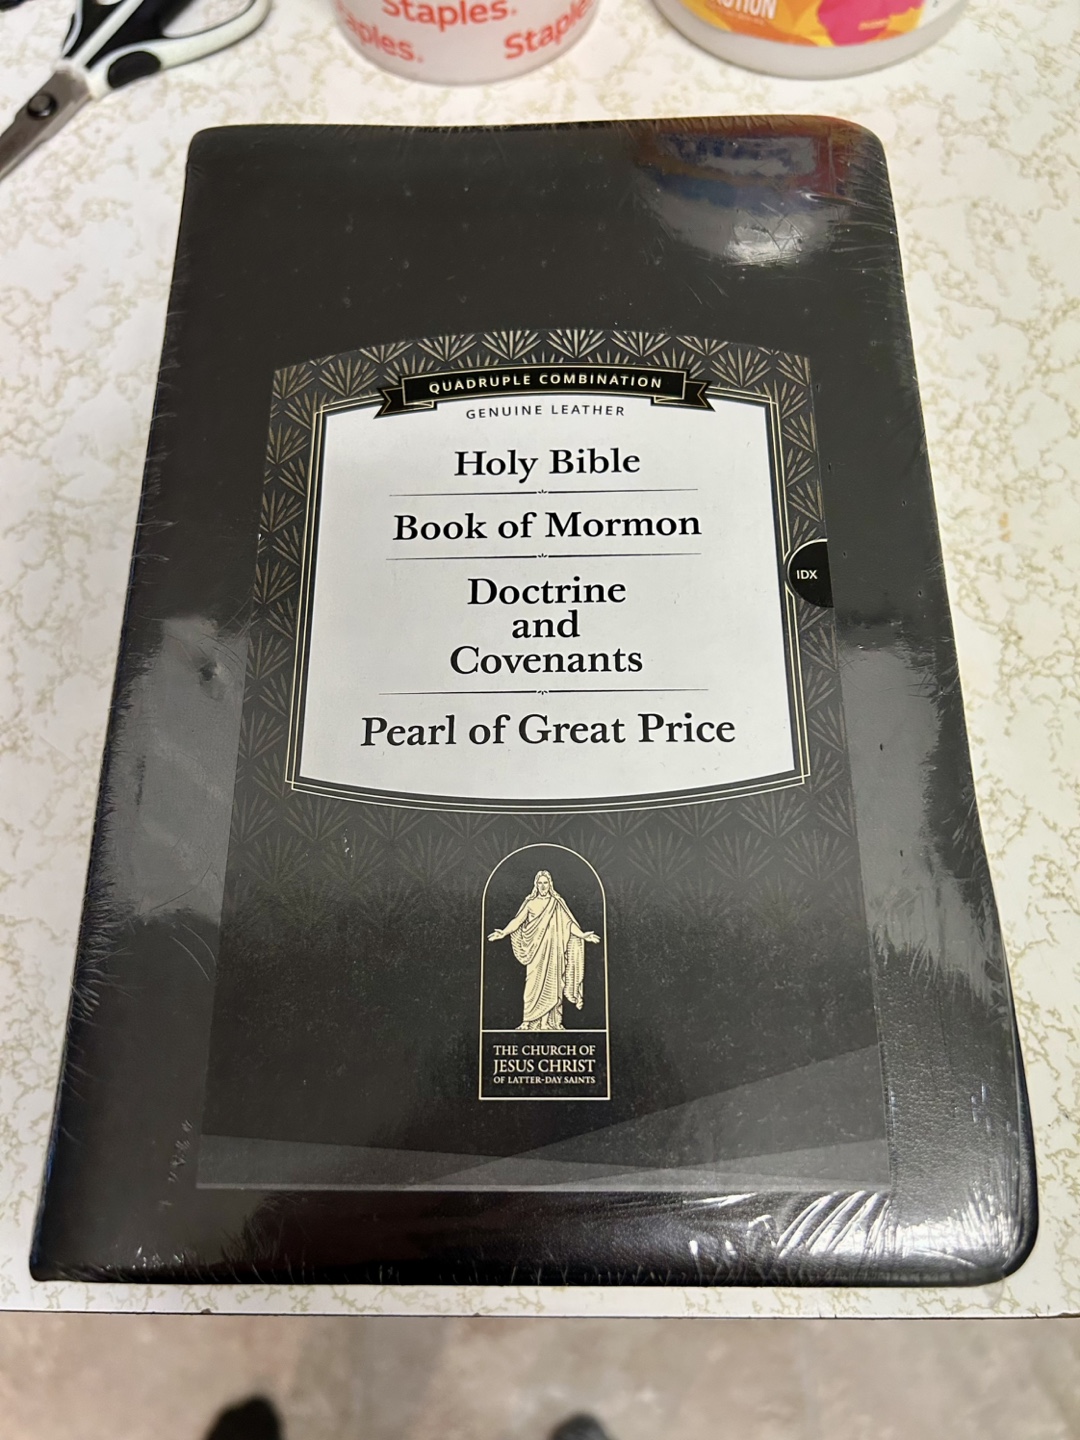 Staples.
Staples.
QUADRUPLE COMBINATION
GENUINE LEATHER
Holy Bible
Book of Mormon
IDX
Doctrine
and
Covenants
Pearl of Great Price
THE CHURCH OF
JESUS CHRIST
OF LATTER-DAY SAINTS